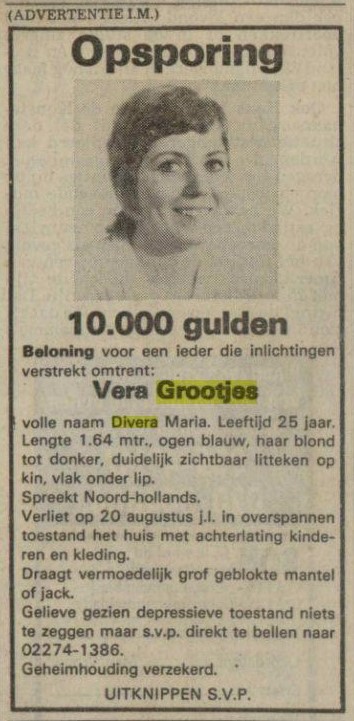 (ADVERTENTIE I.M.)
Opsporing
10.000 gulden
Beloning voor een ieder die inlichtingen
verstrekt omtrent:
Vera Grootjes
volle naam Divera Maria. Leeftijd 25 jaar.
Lengte 1.64 mtr., ogen blauw, haar blond
tot donker, duidelijk zichtbaar litteken op
kin, vlak onder lip.
Spreekt Noord-hollands.
Verliet op 20 augustus j.l. in overspannen
toestand het huis met achterlating kinde-
ren en kleding.
Draagt vermoedelijk grof geblokte mantel
of jack.
Gelieve gezien depressieve toestand niets
te zeggen maar s.v.p. direkt te bellen naar
02274-1386.
Geheimhouding verzekerd.
UITKNIPPEN S.V.P.